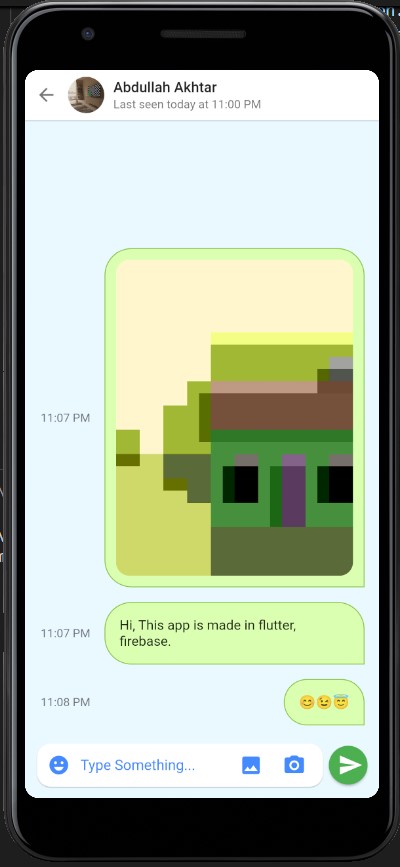 Abdullah Akhtar
Last seen today at 11:00 PM
11:07 PM
11:07 PM
Hi, This app is made in flutter,
firebase.
11:08 PM
😊😉😇
Type Something...